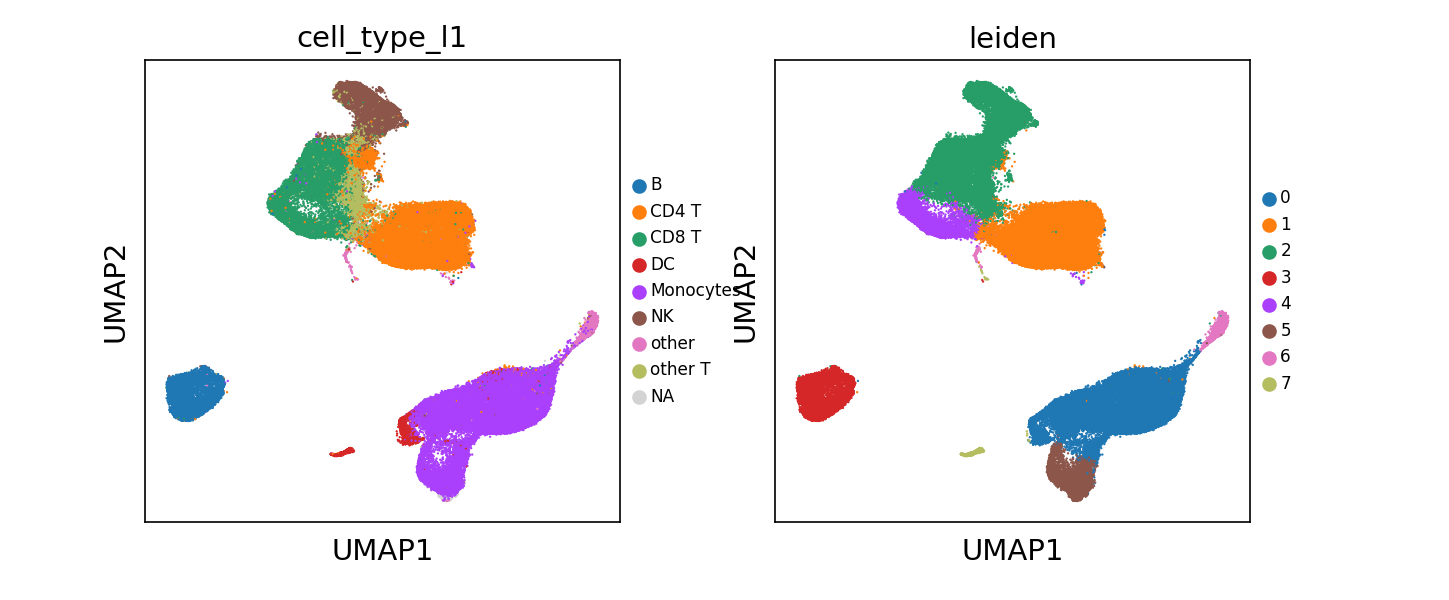 cell_type_l1
UMAP2
UMAP1
B
CD4 T
CD8 T
DC
Monocytes
NK
other
other T
NA
leiden
UMAP2
UMAP1
0
1
2
3
4
5
6
7